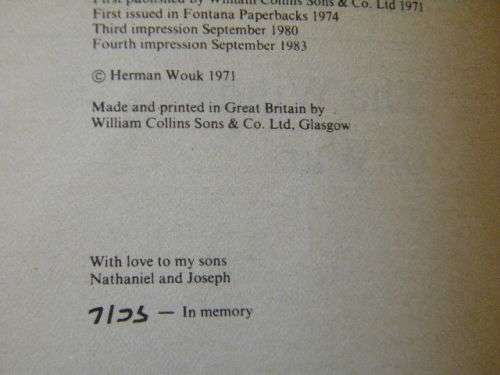 First published by William Collins Sons & Co. Ltd 1971
First issued in Fontana Paperbacks 1974
Third impression September 1980
Fourth impression September 1983
© Herman Wouk 1971
Made and printed in Great Britain by
William Collins Sons & Co. Ltd, Glasgow
With love to my sons
Nathaniel and Joseph
זכור — In memory